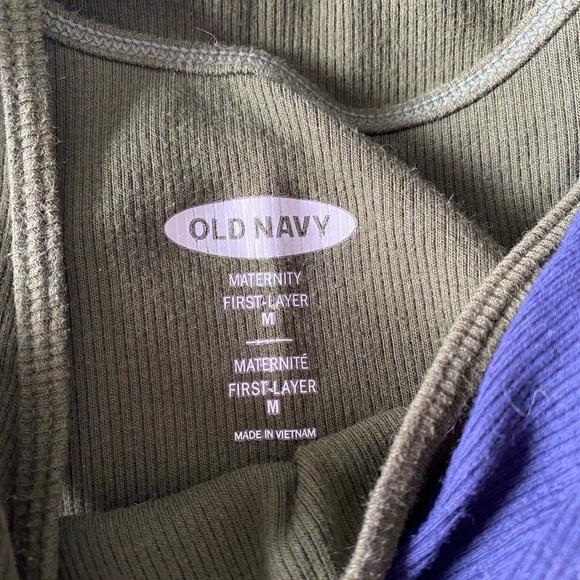 OLD NAVY
MATERNITY
FIRST-LAYER
M
MATERNITÉ
FIRST-LAYER
M
MADE IN VIETNAM